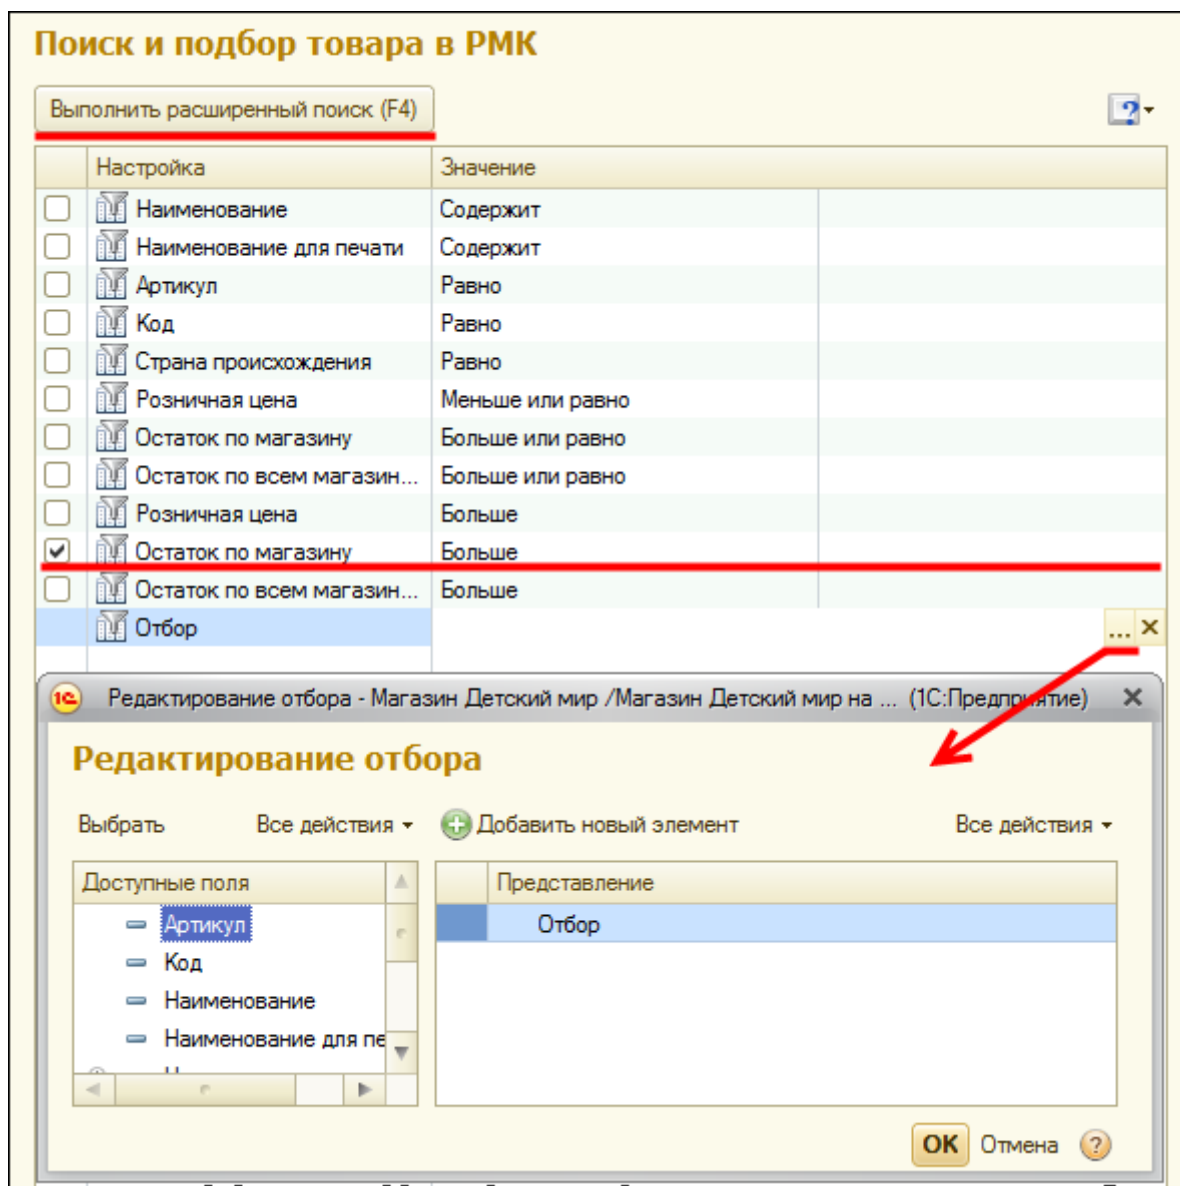 Поиск и подбор товара в РМК
Выполнить расширенный поиск (F4)
Настройка Значение
Наименование Содержит
Наименование для печати Содержит
Артикул Равно
Код Равно
Страна происхождения Равно
Розничная цена Меньше или равно
Остаток по магазину Больше или равно
Остаток по всем магазин... Больше или равно
Розничная цена Больше
Остаток по магазину Больше
Остаток по всем магазин... Больше
Отбор ... ×
1С Редактирование отбора - Магазин Детский мир /Магазин Детский мир на ... (1С:Предприятие)
Редактирование отбора
Выбрать Все действия Добавить новый элемент Все действия
Доступные поля Представление
Артикул Отбор
Код
Наименование
Наименование для пе
ОК Отмена ?